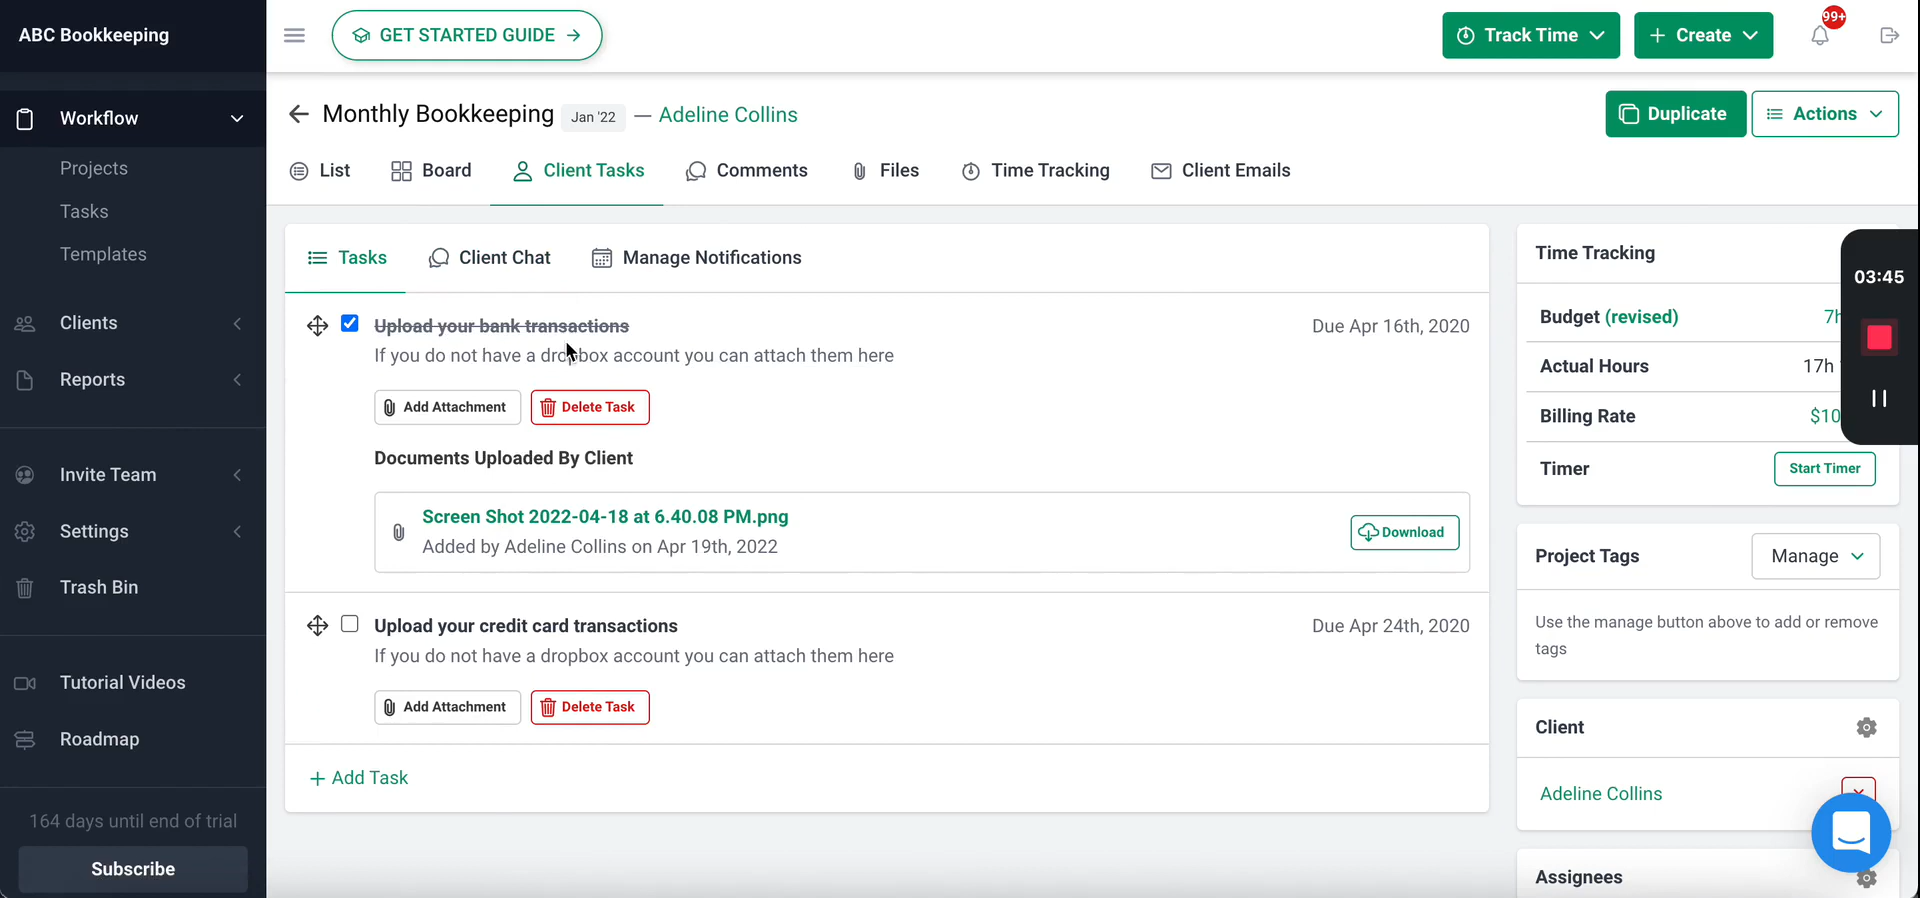 ABC Bookkeeping
GET STARTED GUIDE
Track Time
Create
99+
Workflow
Projects
Tasks
Templates
Clients
Reports
Invite Team
Settings
Trash Bin
Tutorial Videos
Roadmap
164 days until end of trial
Subscribe
Monthly Bookkeeping Jan '22 — Adeline Collins
Duplicate
Actions
List
Board
Client Tasks
Comments
Files
Time Tracking
Client Emails
Tasks
Client Chat
Manage Notifications
Upload your bank transactions
Due Apr 16th, 2020
If you do not have a dropbox account you can attach them here
Add Attachment
Delete Task
Documents Uploaded By Client
Screen Shot 2022-04-18 at 6.40.08 PM.png
Added by Adeline Collins on Apr 19th, 2022
Download
Upload your credit card transactions
Due Apr 24th, 2020
If you do not have a dropbox account you can attach them here
Add Attachment
Delete Task
+ Add Task
Time Tracking
Budget (revised)
7h
Actual Hours
17h
Billing Rate
$10
Timer
Start Timer
03:45
Project Tags
Manage
Use the manage button above to add or remove
tags
Client
Adeline Collins
Assignees